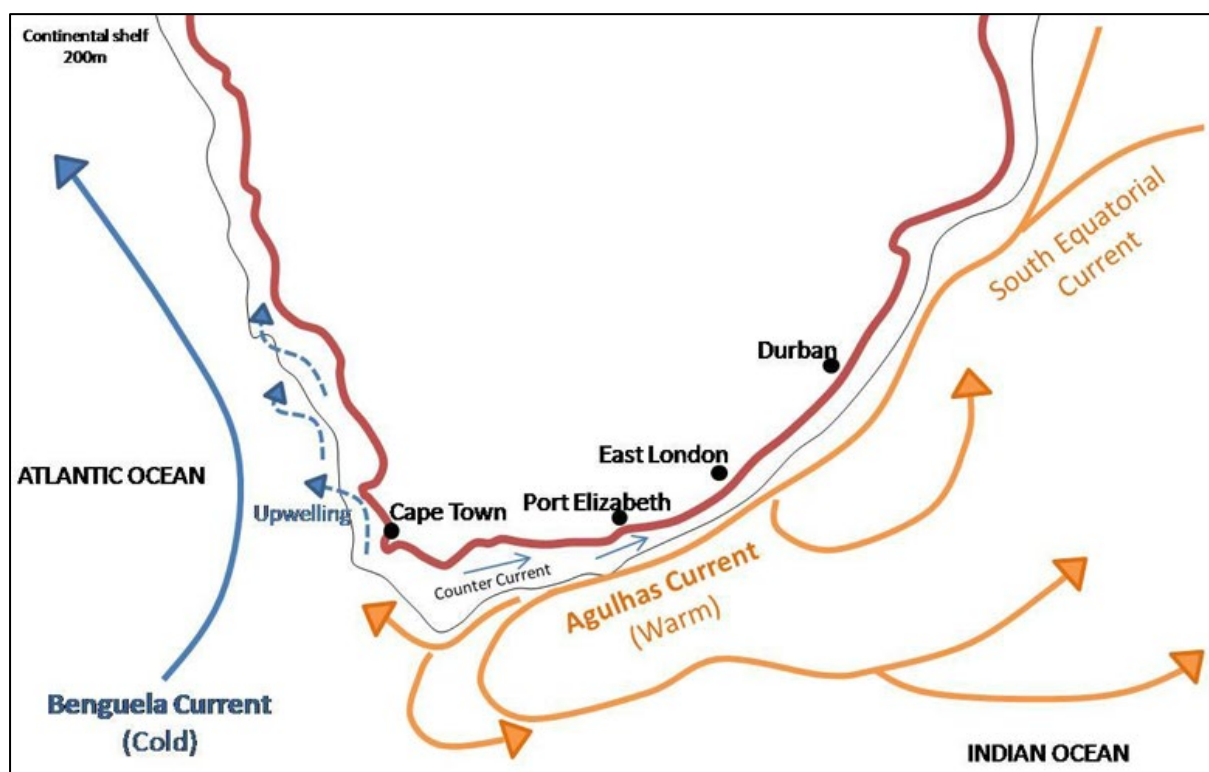 Continental shelf
200m
South Equatorial
Current
Durban
East London
Port Elizabeth
Cape Town
ATLANTIC OCEAN
Upwelling
Counter Current
Agulhas Current
(Warm)
Benguela Current
(Cold)
INDIAN OCEAN